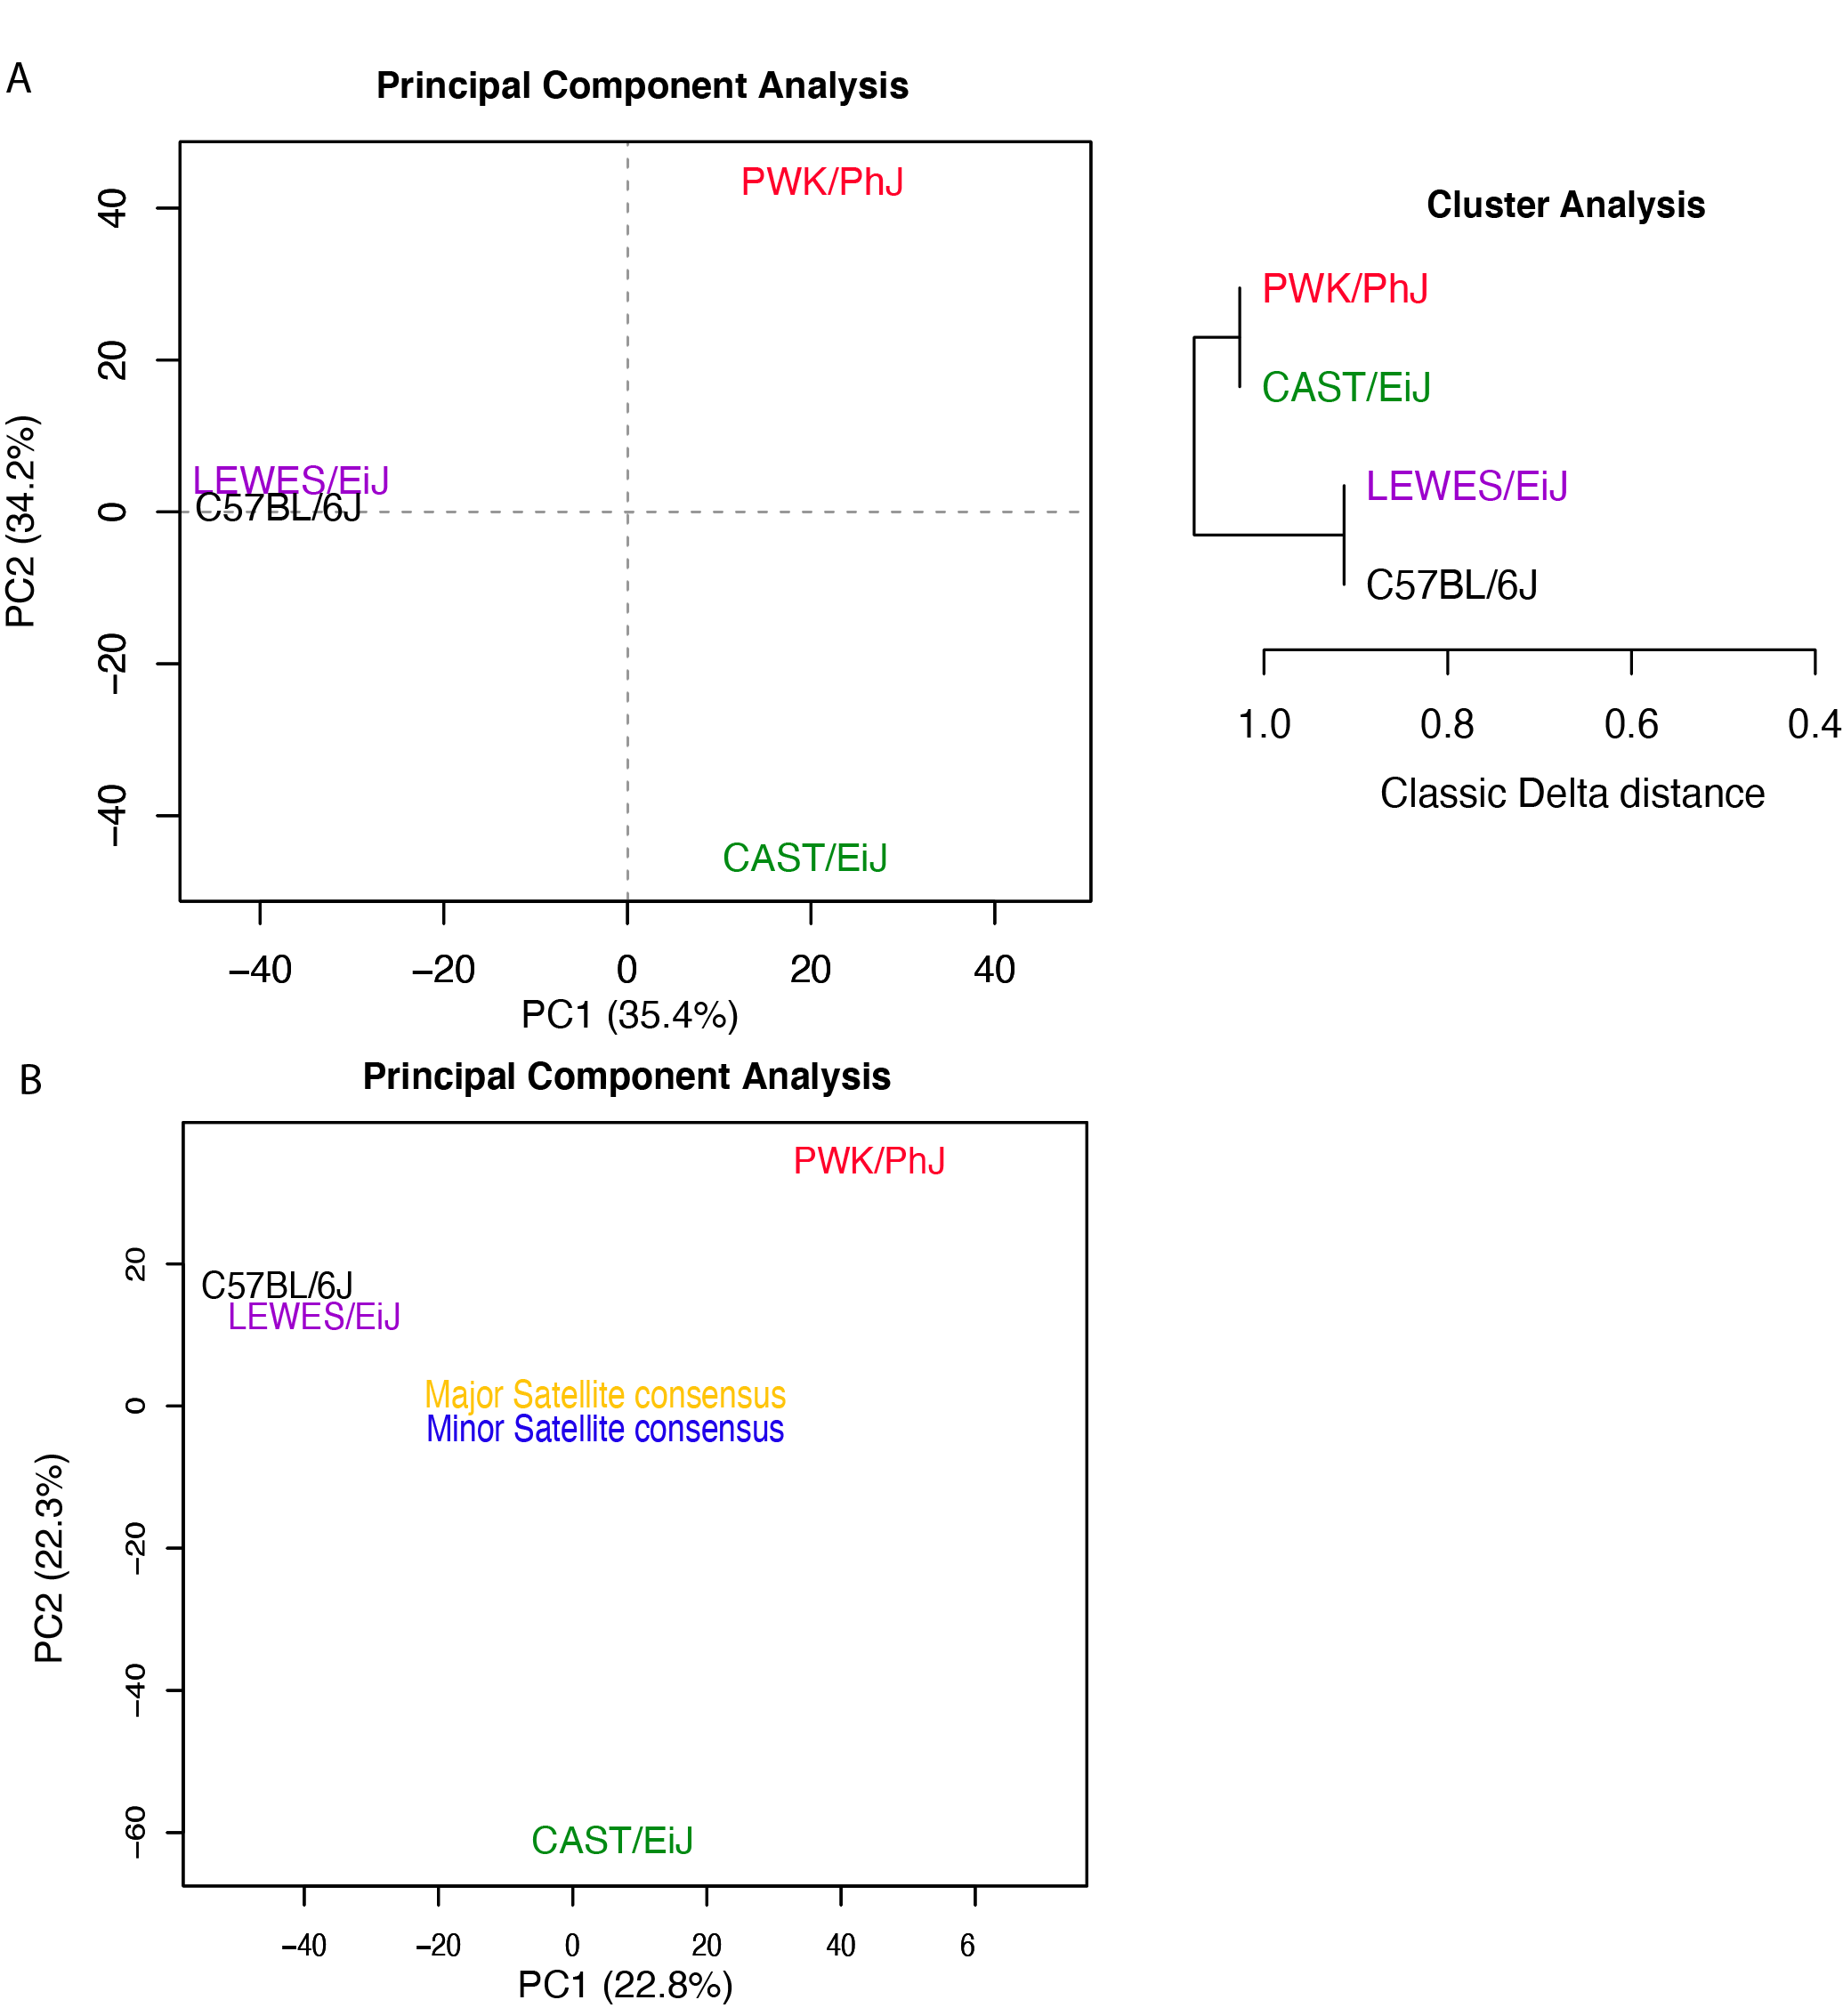 A
Principal Component Analysis
PWK/PhJ
LEWES/EiJ
C57BL/6J
CAST/EiJ
40
20
0
−20
−40
PC2 (34.2%)
−40 −20 0 20 40
PC1 (35.4%)
Cluster Analysis
PWK/PhJ
CAST/EiJ
LEWES/EiJ
C57BL/6J
1.0 0.8 0.6 0.4
Classic Delta distance
B
Principal Component Analysis
PWK/PhJ
C57BL/6J
LEWES/EiJ
Major Satellite consensus
Minor Satellite consensus
CAST/EiJ
20
0
−20
−40
−60
PC2 (22.3%)
−40 −20 0 20 40 6
PC1 (22.8%)